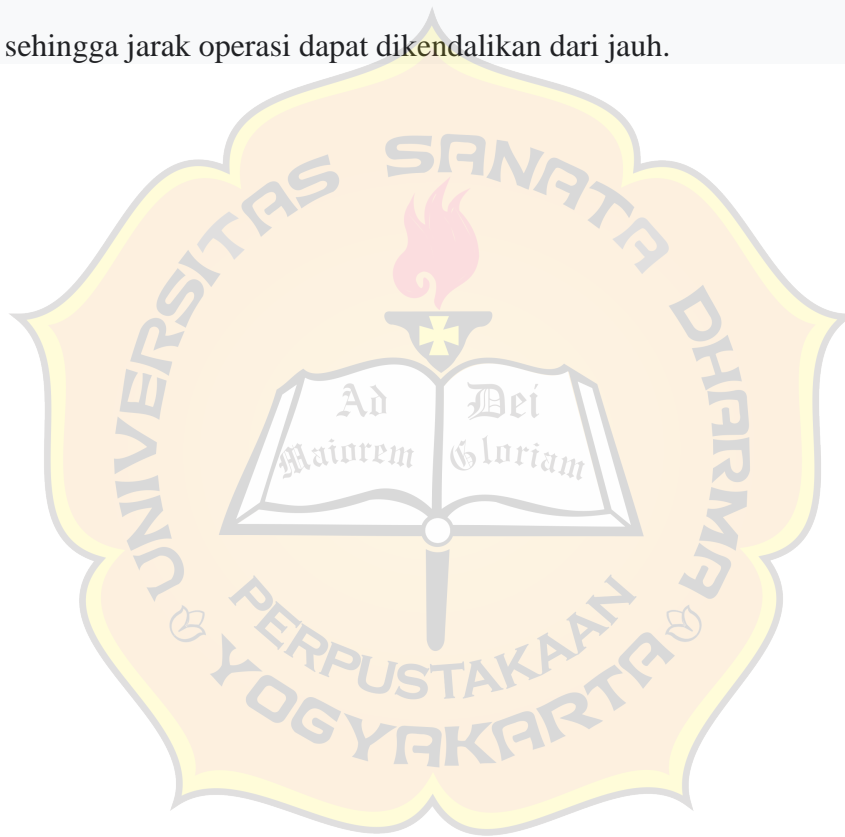 sehingga jarak operasi dapat dikendalikan dari jauh.
UNIVERSITAS SANATA DHARMA
Ad Dei
Maiorem Gloriam
PERPUSTAKAAN
YOGYAKARTA